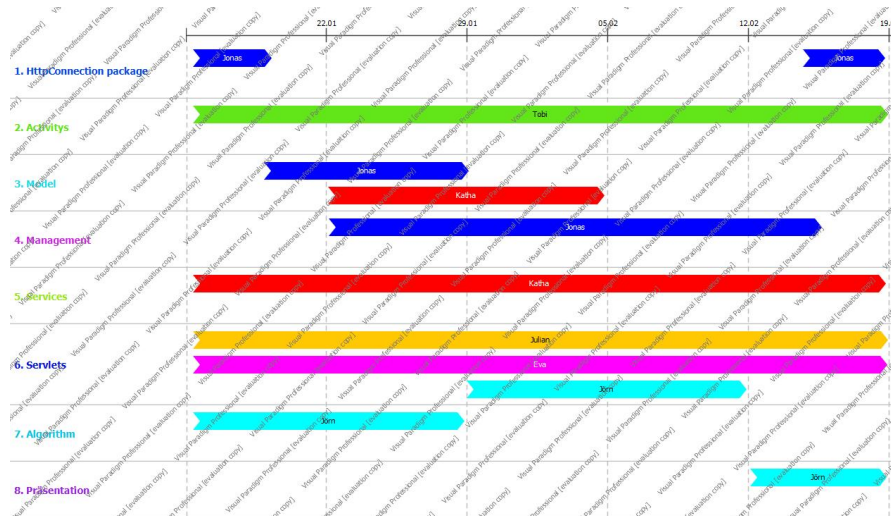 22.01 29.01 05.02 12.02 19.
1. HttpConnection package Jonas Jonas
2. Activitys Tobi
3. Model Jonas
Katha
4. Management Jonas
5. Services Katha
Julian
6. Servlets Eva
Jörn
7. Algorithm Jörn
8. Präsentation Jörn
Visual Paradigm Professional [evaluation copy]